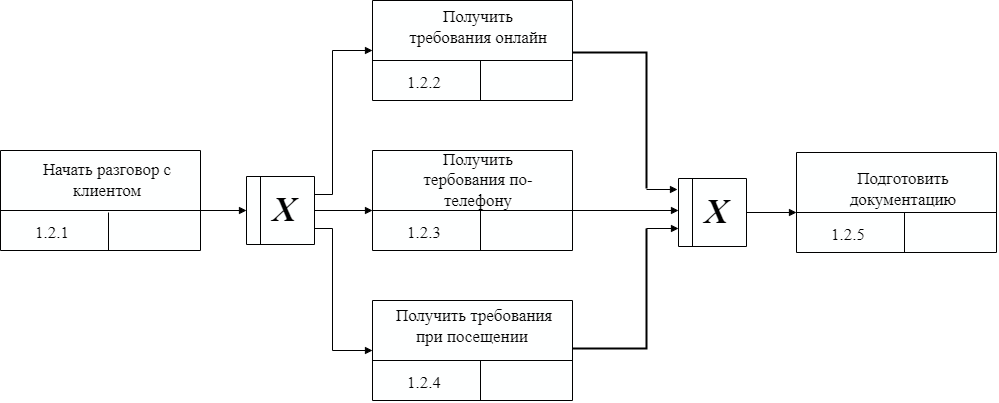 Получить
требования онлайн
1.2.2
Начать разговор с
клиентом
1.2.1
X
Получить
тербования по-
телефону
1.2.3
X
Подготовить
документацию
1.2.5
Получить требования
при посещении
1.2.4